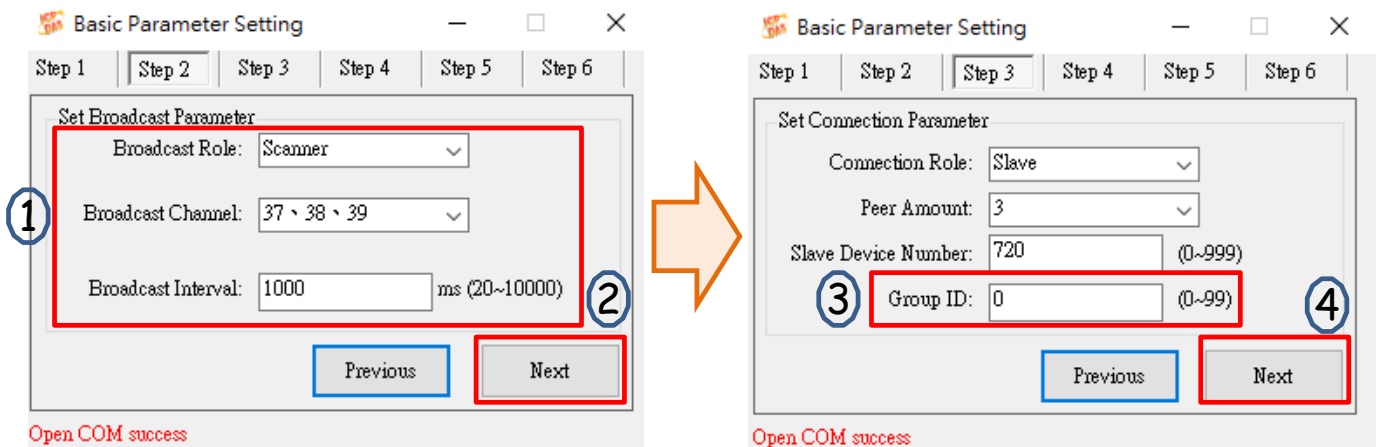 Basic Parameter Setting
Step 1 Step 2 Step 3 Step 4 Step 5 Step 6
Set Broadcast Parameter
Broadcast Role: Scanner
① Broadcast Channel: 37、38、39
Broadcast Interval: 1000 ms (20~10000) ②
Previous Next
Open COM success
ICP DAS Basic Parameter Setting
Step 1 Step 2 Step 3 Step 4 Step 5 Step 6
Set Connection Parameter
Connection Role: Slave
Peer Amount: 3
Slave Device Number: 720 (0~999)
③ Group ID: 0 (0~99) ④
Previous Next
Open COM success